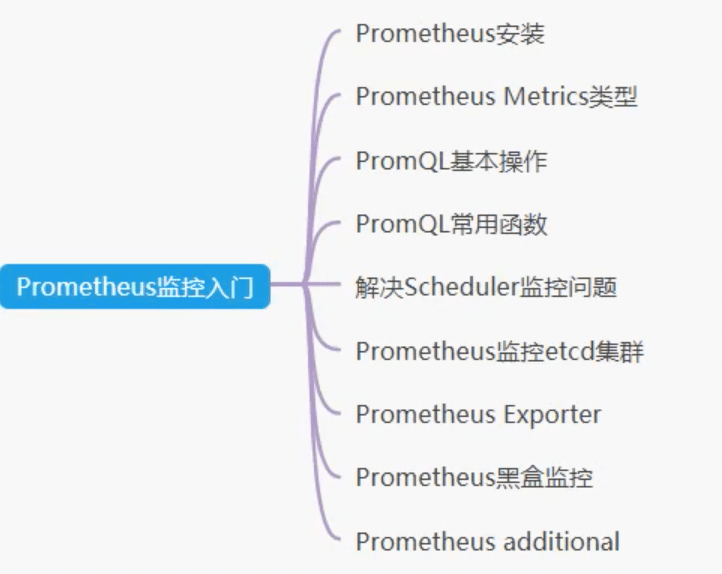 Prometheus安装
Prometheus Metrics类型
PromQL基本操作
PromQL常用函数
Prometheus监控入门
解决Scheduler监控问题
Prometheus监控etcd集群
Prometheus Exporter
Prometheus黑盒监控
Prometheus additional